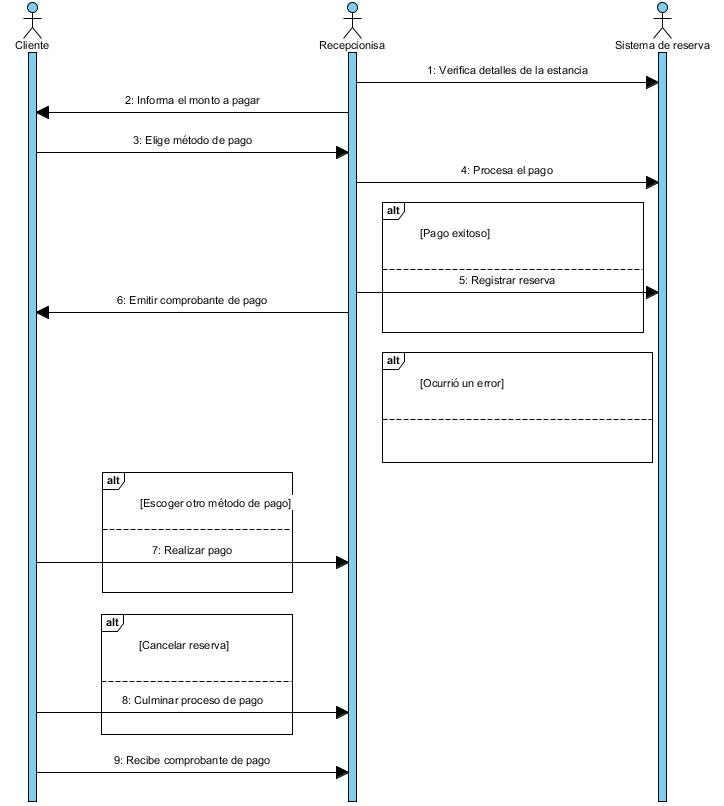 Cliente
Recepcionisa
Sistema de reserva
1: Verifica detalles de la estancia
2: Informa el monto a pagar
3: Elige método de pago
4: Procesa el pago
alt
[Pago exitoso]
5: Registrar reserva
6: Emitir comprobante de pago
alt
[Ocurrió un error]
alt
[Escoger otro método de pago]
7: Realizar pago
alt
[Cancelar reserva]
8: Culminar proceso de pago
9: Recibe comprobante de pago